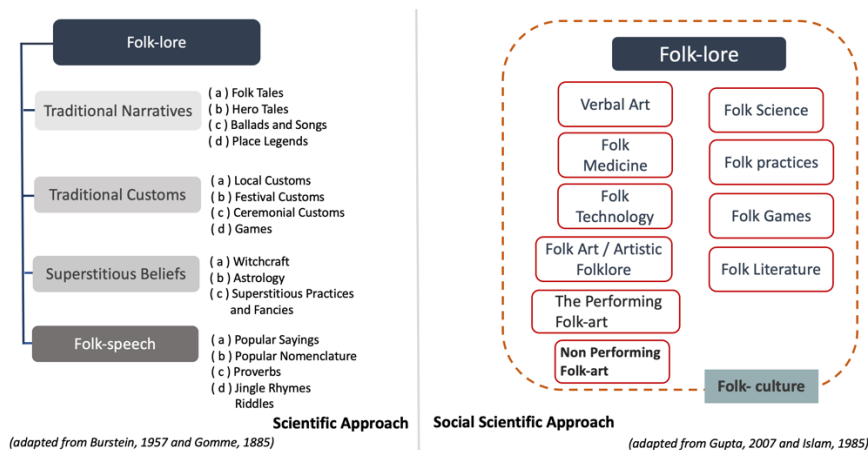 Folk-lore
Traditional Narratives
( a ) Folk Tales
( b ) Hero Tales
( c ) Ballads and Songs
( d ) Place Legends
Traditional Customs
(a ) Local Customs
( b ) Festival Customs
( c ) Ceremonial Customs
( d ) Games
Superstitious Beliefs
( a ) Witchcraft
( b ) Astrology
( c ) Superstitious Practices
and Fancies
Folk-speech
( a ) Popular Sayings
( b ) Popular Nomenclature
( c ) Proverbs
( d ) Jingle Rhymes
Riddles
Scientific Approach
(adapted from Burstein, 1957 and Gomme, 1885)
Folk-lore
Verbal Art
Folk
Medicine
Folk
Technology
Folk Art / Artistic
Folklore
The Performing
Folk-art
Non Performing
Folk-art
Folk Science
Folk practices
Folk Games
Folk Literature
Folk- culture
Social Scientific Approach
(adapted from Gupta, 2007 and Islam, 1985)